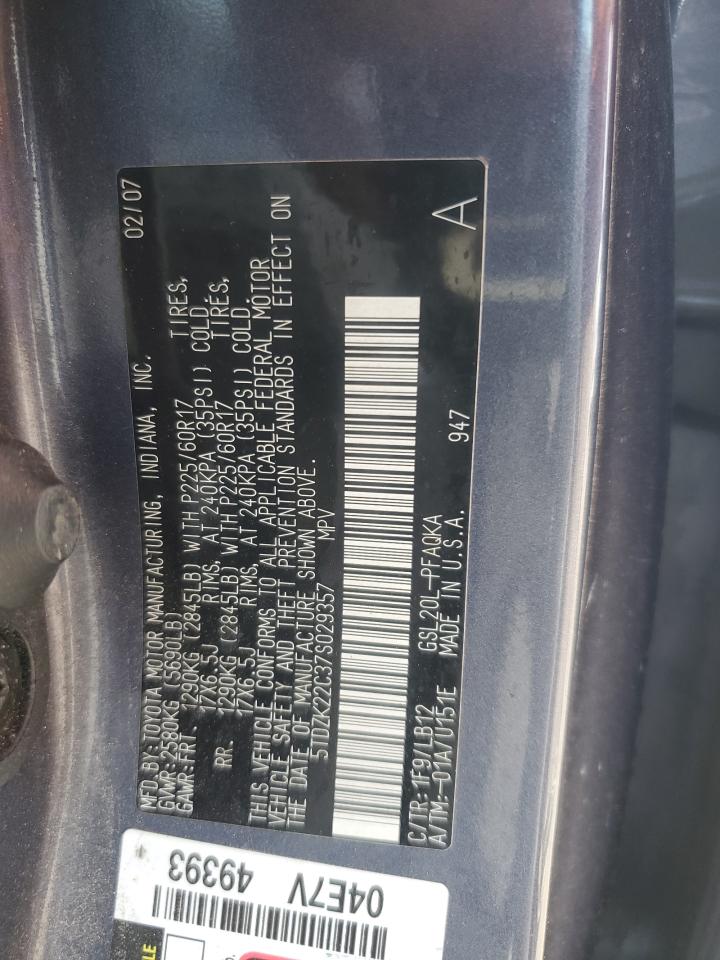 MFD.BY:TOYOTA MOTOR MANUFACTURING, INDIANA, INC. 02/07
GVWR:2580KG (5690LB)
GAWR:FRT. 1290KG (2845LB) WITH P225/60R17 TIRES,
17X6.5J RIMS, AT 240KPA (35PSI) COLD.
RR. 1290KG (2845LB) WITH P225/60R17 TIRES,
17X6.5J RIMS, AT 240KPA (35PSI) COLD.
THIS VEHICLE CONFORMS TO ALL APPLICABLE FEDERAL MOTOR
VEHICLE SAFETY AND THEFT PREVENTION STANDARDS IN EFFECT ON
THE DATE OF MANUFACTURE SHOWN ABOVE.
5TDZK22C37S029357 MPV
C/TR:1F9/LB12 GSL20L-PFAQKA
A/TM:-01A/U151E MADE IN U.S.A. 947 A
04E7V
49393